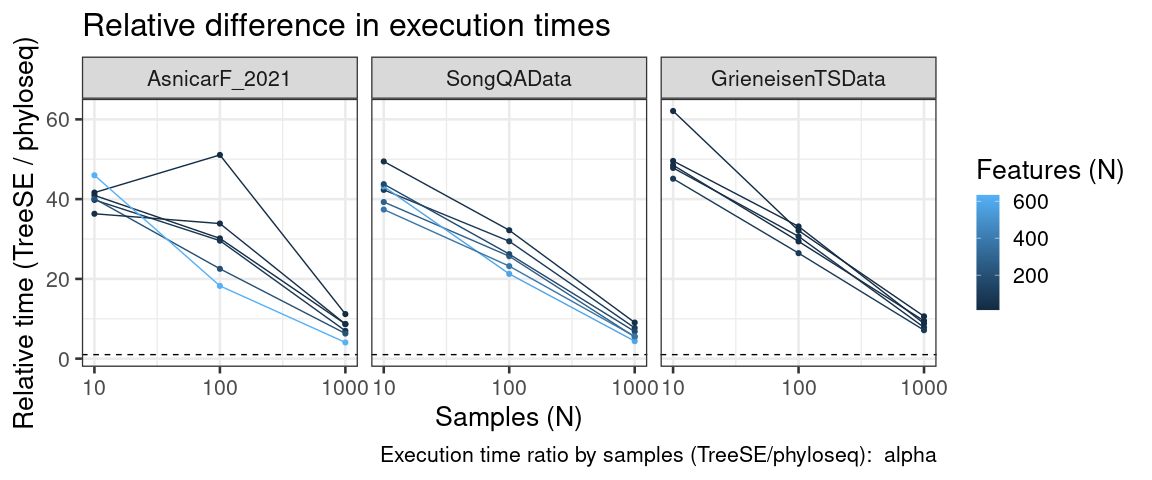 Relative difference in execution times
AsnicarF_2021 SongQAData GrieneisenTSData
Relative time (TreeSE / phyloseq)
60
40
20
0
10 100 1000 10 100 1000 10 100 1000
Samples (N)
Features (N)
600
400
200
Execution time ratio by samples (TreeSE/phyloseq): alpha